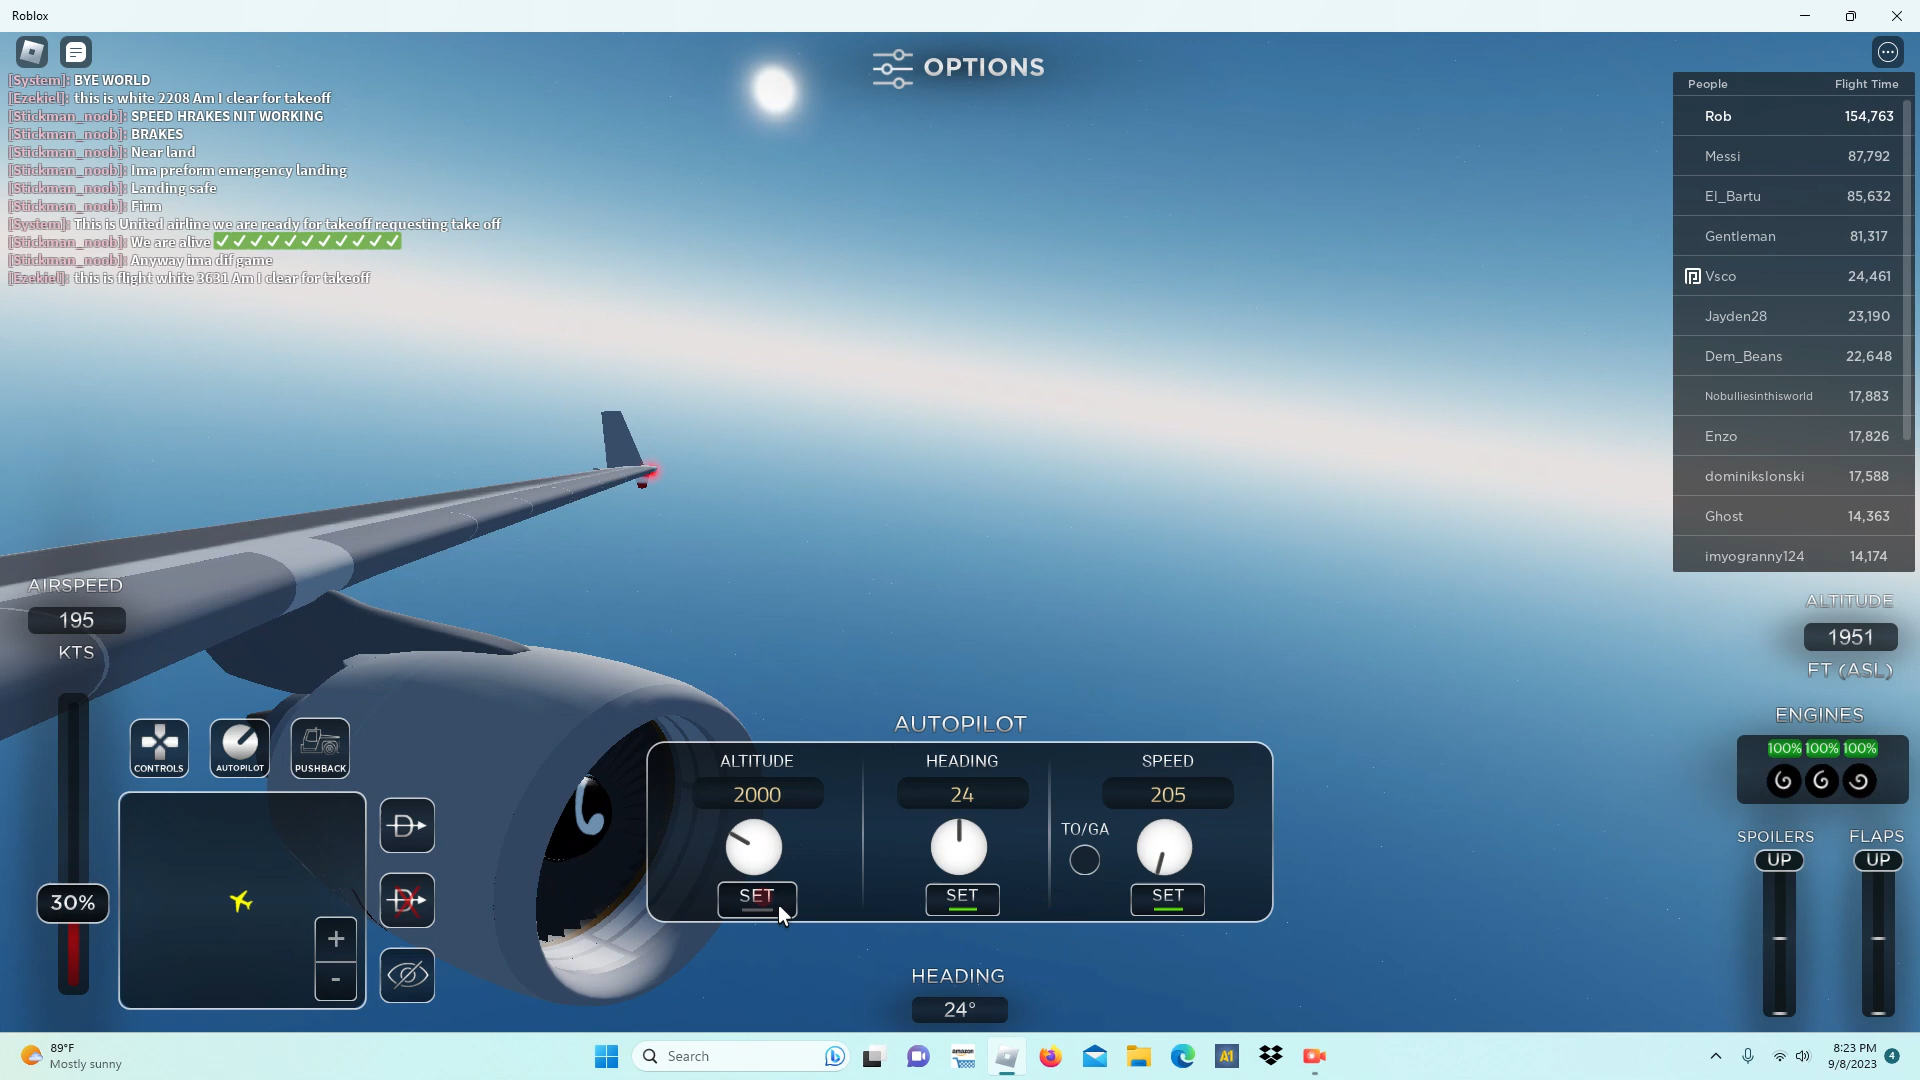 Roblox
OPTIONS
[System]: BYE WORLD
[Ezekiel]: this is white 2208 Am I clear for takeoff
[Stickman_noob]: SPEED HRAKES NIT WORKING
[Stickman_noob]: BRAKES
[Stickman_noob]: Near land
[Stickman_noob]: Ima preform emergency landing
[Stickman_noob]: Landing safe
[Stickman_noob]: Firm
[System]: This is United airline we are ready for takeoff requesting take off
[Stickman_noob]: We are alive ✅✅✅✅✅✅✅✅✅✅✅
[Stickman_noob]: Anyway ima dif game
[Ezekiel]: this is flight white 3631 Am I clear for takeoff
People Flight Time
Rob 154,763
Messi 87,792
El_Bartu 85,632
Gentleman 81,317
Vsco 24,461
Jayden28 23,190
Dem_Beans 22,648
Nobulliesinthisworld 17,883
Enzo 17,826
dominikslonski 17,588
Ghost 14,363
imyogranny124 14,174
AIRSPEED
195
KTS
30%
CONTROLS AUTOPILOT PUSHBACK
D
D
+
-
AUTOPILOT
ALTITUDE HEADING SPEED
2000 24 205
TO/GA
SET SET SET
HEADING
24°
ALTITUDE
1951
FT (ASL)
ENGINES
100% 100% 100%
SPOILERS FLAPS
UP UP
89°F
Mostly sunny
Search
amazon
A1
8:23 PM
9/8/2023
4